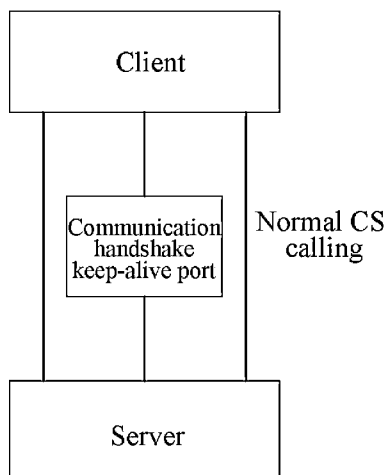 Client
Communication
handshake
keep-alive port
Normal CS
calling
Server